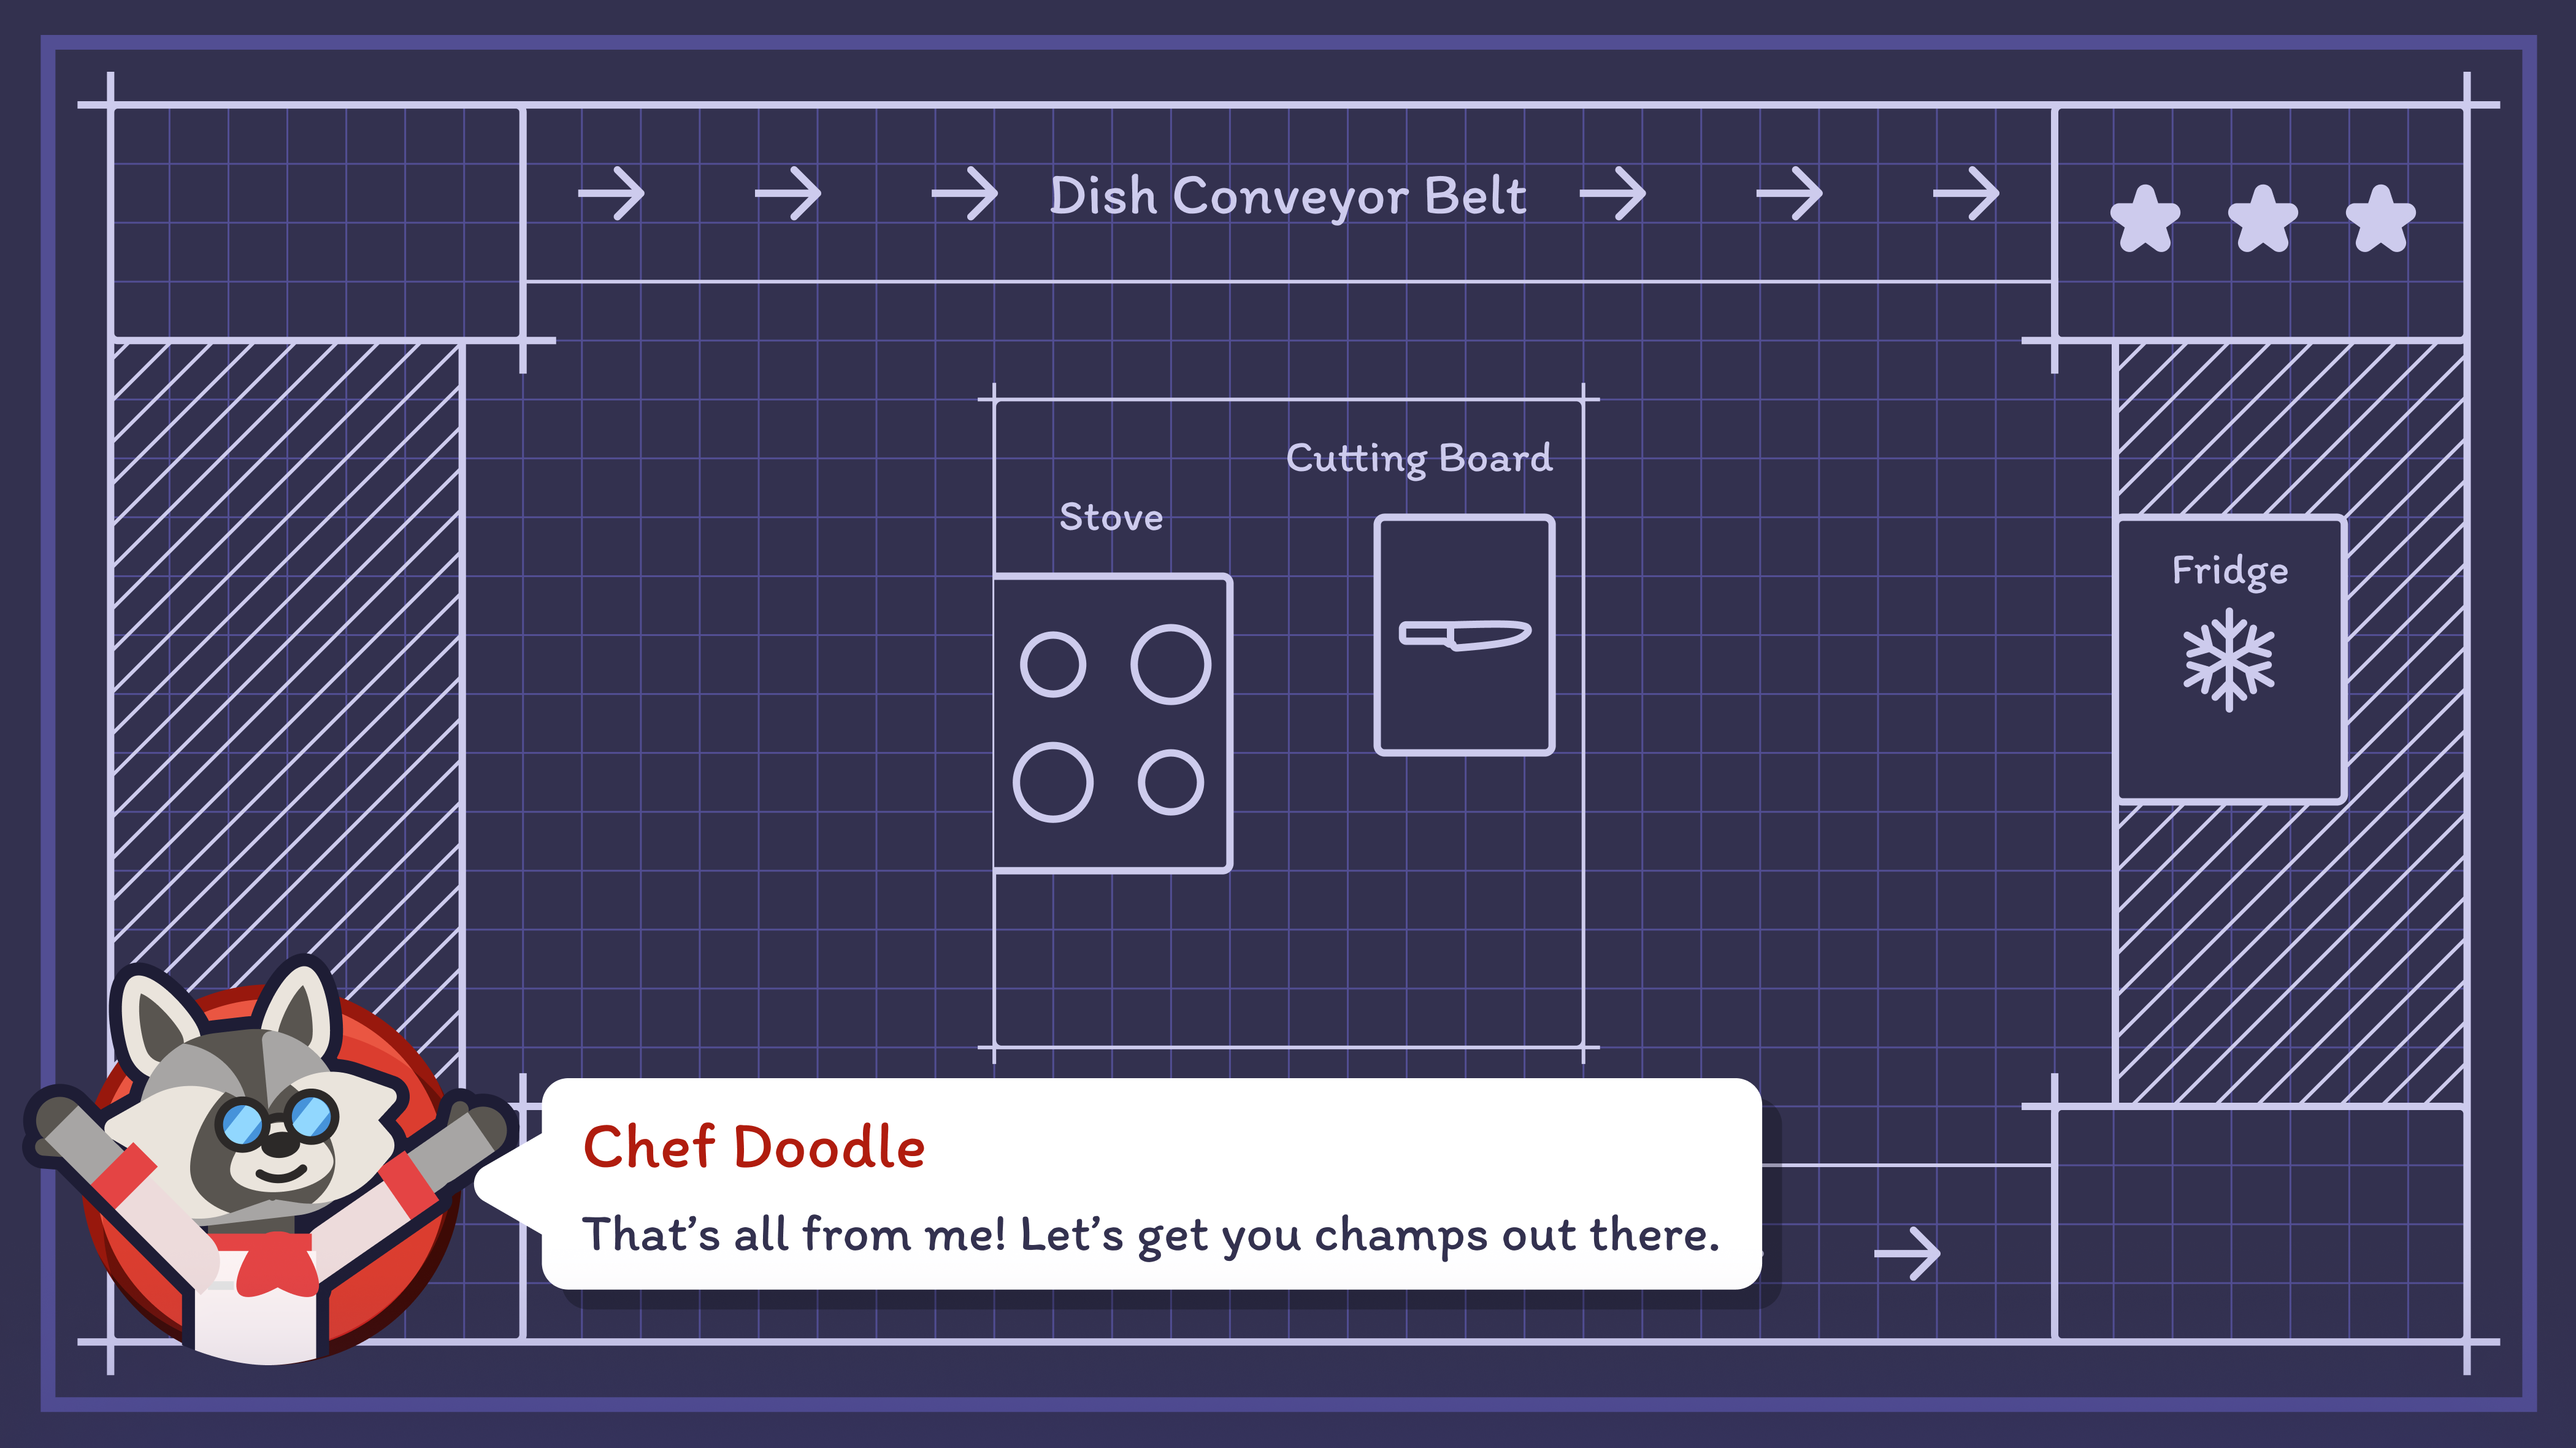 Dish Conveyor Belt
Cutting Board
Stove
Fridge
Chef Doodle
That’s all from me! Let’s get you champs out there.